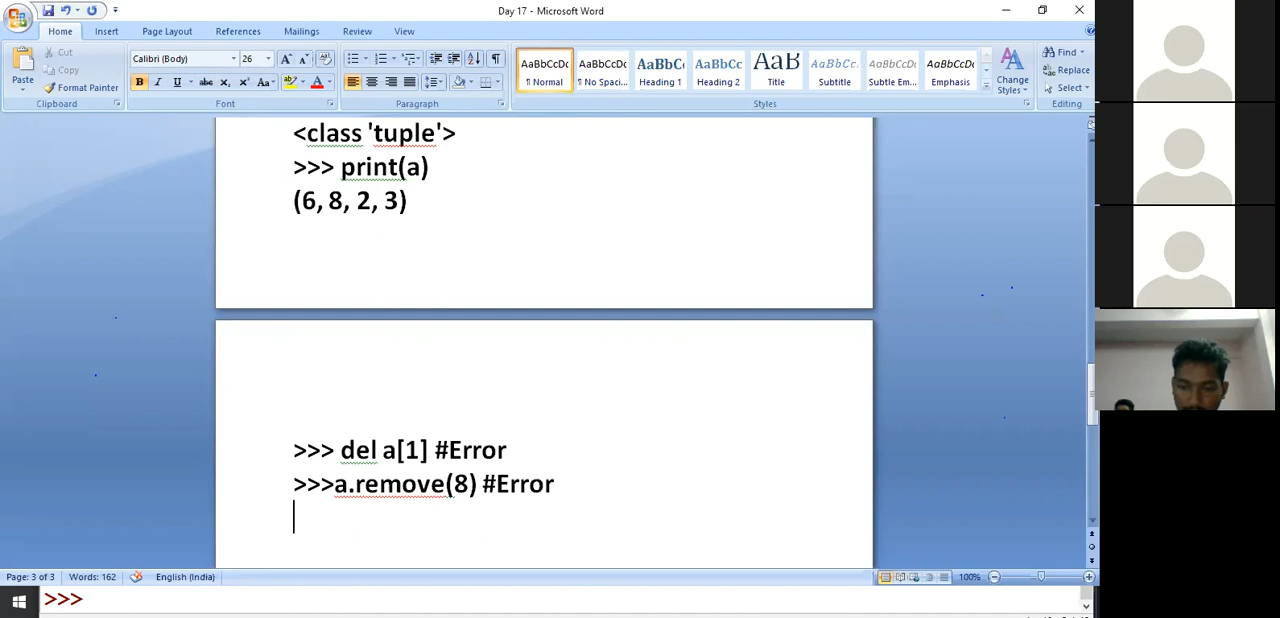 Day 17 - Microsoft Word
Home Insert Page Layout References Mailings Review View
Cut
Copy
Format Painter
Paste
Clipboard
Calibri (Body) 26
Font
Paragraph
AaBbCcDc AaBbCcDc AaBbCc AaBbCc AaB AaBbCc. AaBbCcDc AaBbCcDc
¶ Normal ¶ No Spaci... Heading 1 Heading 2 Title Subtitle Subtle Em... Emphasis
Change Styles
Styles
Find
Replace
Select
Editing
<class 'tuple'>
>>> print(a)
(6, 8, 2, 3)
>>> del a[1] #Error
>>>a.remove(8) #Error
Page: 3 of 3 Words: 162 English (India) 100%
>>>